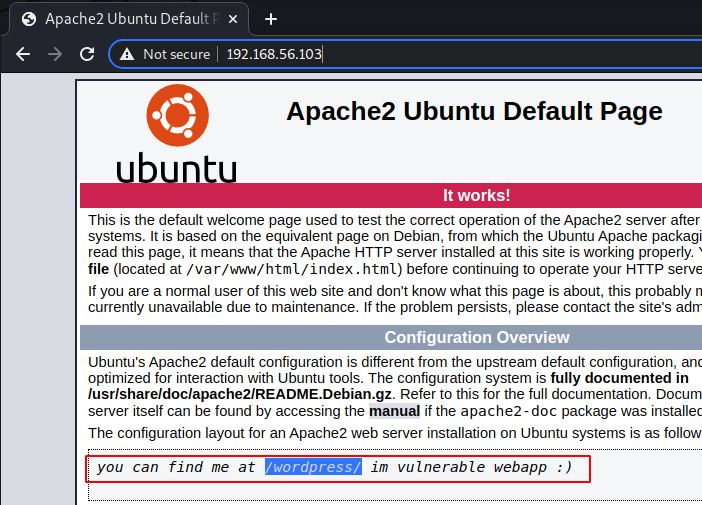 Apache2 Ubuntu Default P
Not secure
192.168.56.103
ubuntu
Apache2 Ubuntu Default Page
It works!
This is the default welcome page used to test the correct operation of the Apache2 server after
systems. It is based on the equivalent page on Debian, from which the Ubuntu Apache packagi
read this page, it means that the Apache HTTP server installed at this site is working properly. Y
file (located at /var/www/html/index.html) before continuing to operate your HTTP serve
If you are a normal user of this web site and don't know what this page is about, this probably m
currently unavailable due to maintenance. If the problem persists, please contact the site's adm
Configuration Overview
Ubuntu's Apache2 default configuration is different from the upstream default configuration, and
optimized for interaction with Ubuntu tools. The configuration system is fully documented in
/usr/share/doc/apache2/README.Debian.gz. Refer to this for the full documentation. Docum
server itself can be found by accessing the manual if the apache2-doc package was installed
The configuration layout for an Apache2 web server installation on Ubuntu systems is as follow
you can find me at /wordpress/ im vulnerable webapp :)